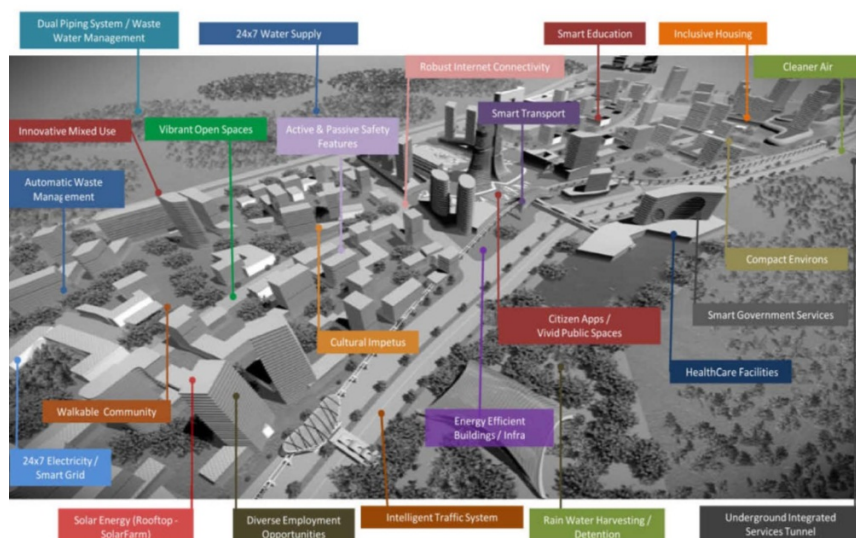 Dual Piping System / Waste
Water Management
24x7 Water Supply
Smart Education
Inclusive Housing
Cleaner Air
Robust Internet Connectivity
Smart Transport
Innovative Mixed Use
Vibrant Open Spaces
Active & Passive Safety
Features
Automatic Waste
Management
Compact Environs
Citizen Apps /
Vivid Public Spaces
Smart Government Services
Cultural Impetus
HealthCare Facilities
Walkable Community
Energy Efficient
Buildings / Infra
24x7 Electricity /
Smart Grid
Solar Energy (Rooftop -
SolarFarm)
Diverse Employment
Opportunities
Intelligent Traffic System
Rain Water Harvesting /
Detention
Underground Integrated
Services Tunnel